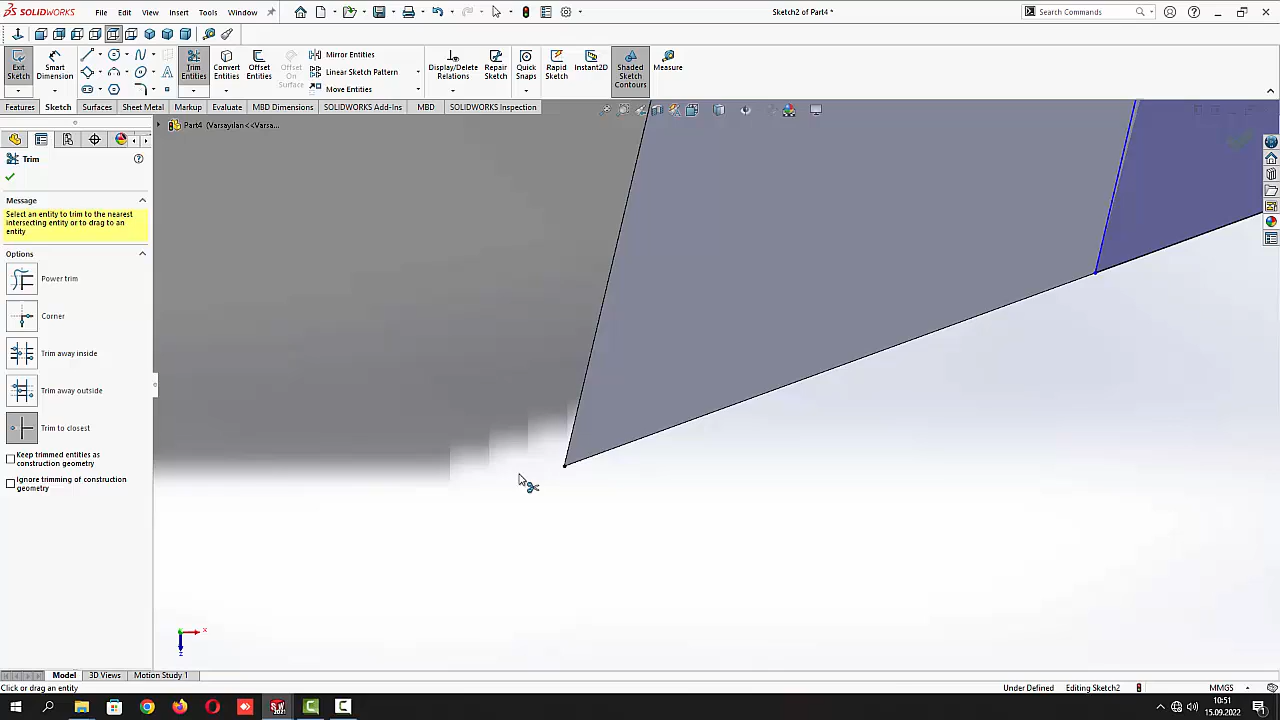 SOLIDWORKS
File
Edit
View
Insert
Tools
Window
Sketch2 of Part4 *
Search Commands
Exit Sketch
Smart Dimension
Trim Entities
Convert Entities
Offset Entities
Offset On Surface
Mirror Entities
Linear Sketch Pattern
Move Entities
Display/Delete Relations
Repair Sketch
Quick Snaps
Rapid Sketch
Instant2D
Shaded Sketch Contours
Measure
Features
Sketch
Surfaces
Sheet Metal
Markup
Evaluate
MBD Dimensions
SOLIDWORKS Add-Ins
MBD
SOLIDWORKS Inspection
Part4 (Varsayılan<<Varsa...
Trim
Message
Select an entity to trim to the nearest
intersecting entity or to drag to an
entity
Options
Power trim
Corner
Trim away inside
Trim away outside
Trim to closest
Keep trimmed entities as
construction geometry
Ignore trimming of construction
geometry
x
z
Model
3D Views
Motion Study 1
Click or drag an entity
Under Defined
Editing Sketch2
MMGS
10:51
15.09.2022